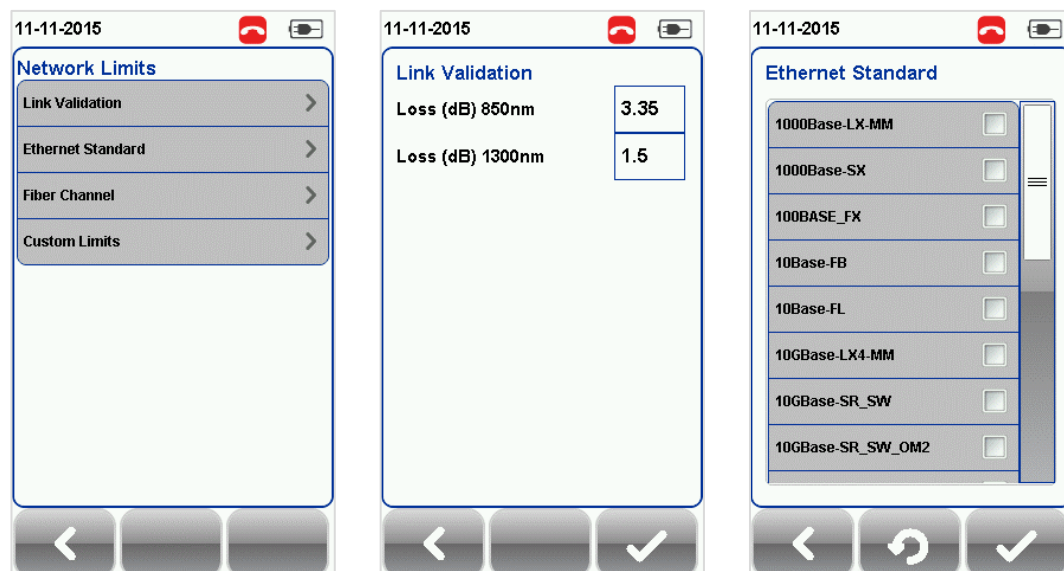 11-11-2015
Network Limits
Link Validation
Ethernet Standard
Fiber Channel
Custom Limits
11-11-2015
Link Validation
Loss (dB) 850nm 3.35
Loss (dB) 1300nm 1.5
11-11-2015
Ethernet Standard
1000Base-LX-MM
1000Base-SX
100BASE_FX
10Base-FB
10Base-FL
10GBase-LX4-MM
10GBase-SR_SW
10GBase-SR_SW_OM2